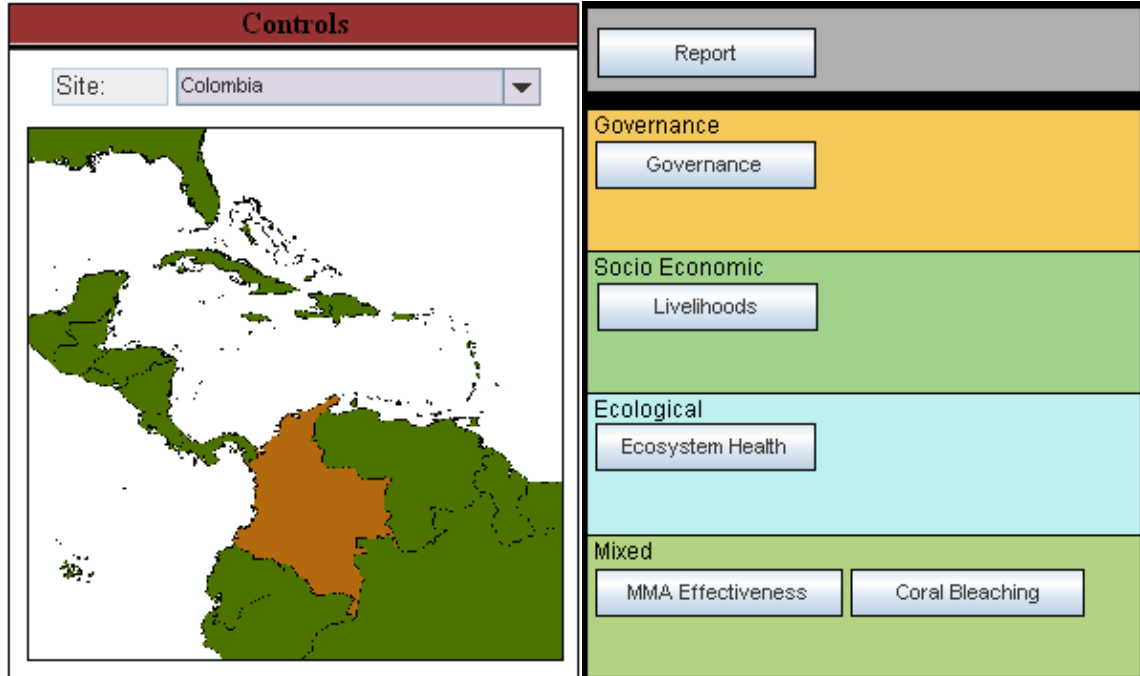 Controls
Site:
Colombia
Report
Governance
Governance
Socio Economic
Livelihoods
Ecological
Ecosystem Health
Mixed
MMA Effectiveness
Coral Bleaching